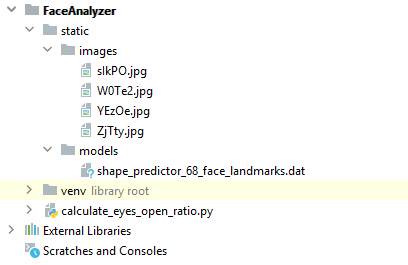 FaceAnalyzer
static
images
slkPO.jpg
W0Te2.jpg
YEzOe.jpg
ZjTty.jpg
models
shape_predictor_68_face_landmarks.dat
venv library root
calculate_eyes_open_ratio.py
External Libraries
Scratches and Consoles